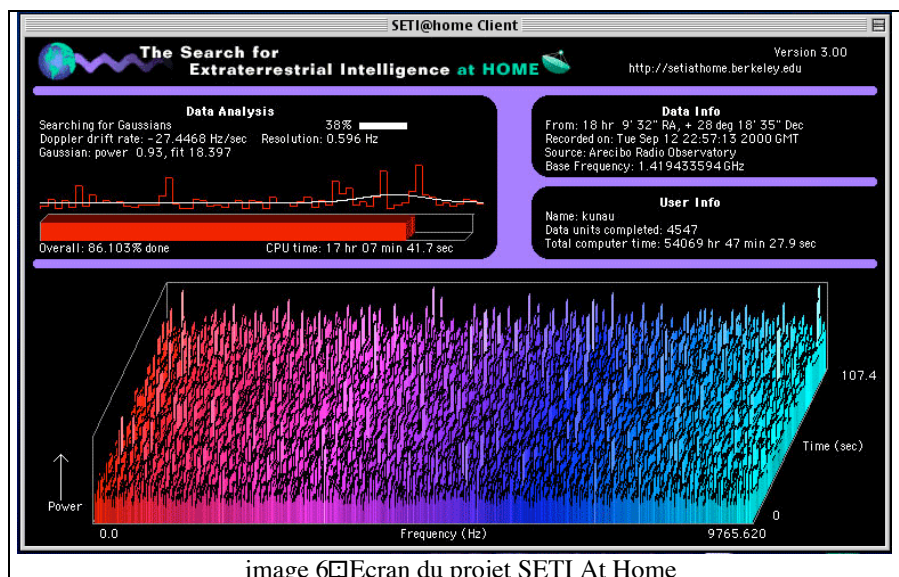 SETI@home Client
The Search for
Extraterrestrial Intelligence at HOME
Version 3.00
http://setiathome.berkeley.edu
Data Analysis
Searching for Gaussians 38%
Doppler drift rate: -27.4468 Hz/sec Resolution: 0.596 Hz
Gaussian: power 0.93, fit 18.397
Overall: 86.103% done CPU time: 17 hr 07 min 41.7 sec
Data Info
From: 18 hr 9' 32" RA, + 28 deg 18' 35" Dec
Recorded on: Tue Sep 12 22:57:13 2000 GMT
Source: Arecibo Radio Observatory
Base Frequency: 1.419433594 GHz
User Info
Name: kunau
Data units completed: 4547
Total computer time: 54069 hr 47 min 27.9 sec
107.4
Time (sec)
Power
0
0.0 Frequency (Hz) 9765.620
image 6⚀Ecran du projet SETI At Home